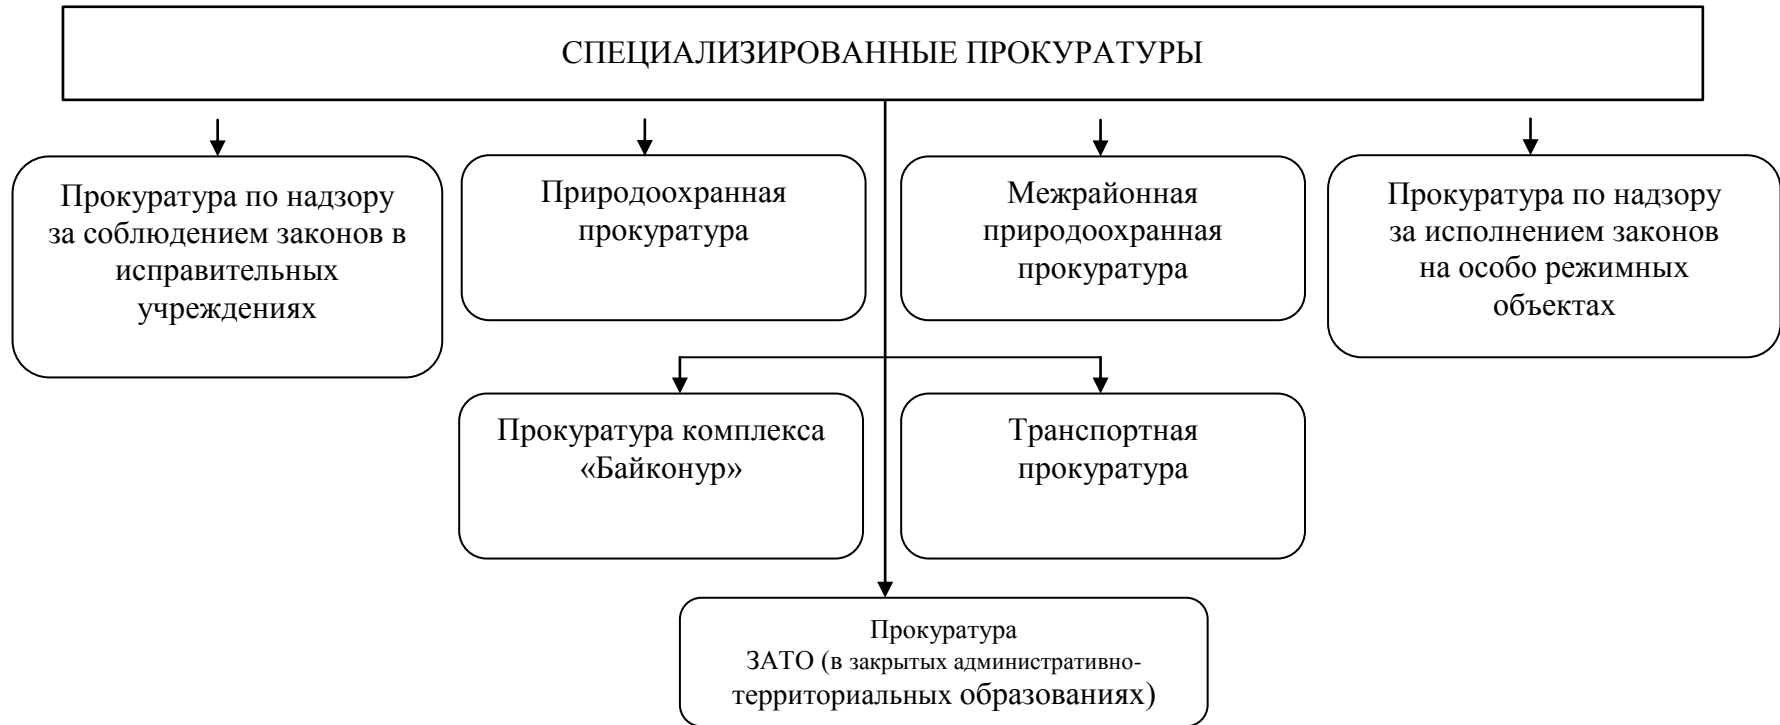 СПЕЦИАЛИЗИРОВАННЫЕ ПРОКУРАТУРЫ
Прокуратура по надзору
за соблюдением законов в
исправительных
учреждениях
Природоохранная
прокуратура
Межрайонная
природоохранная
прокуратура
Прокуратура по надзору
за исполнением законов
на особо режимных
объектах
Прокуратура комплекса
«Байконур»
Транспортная
прокуратура
Прокуратура
ЗАТО (в закрытых административно-
территориальных образованиях)